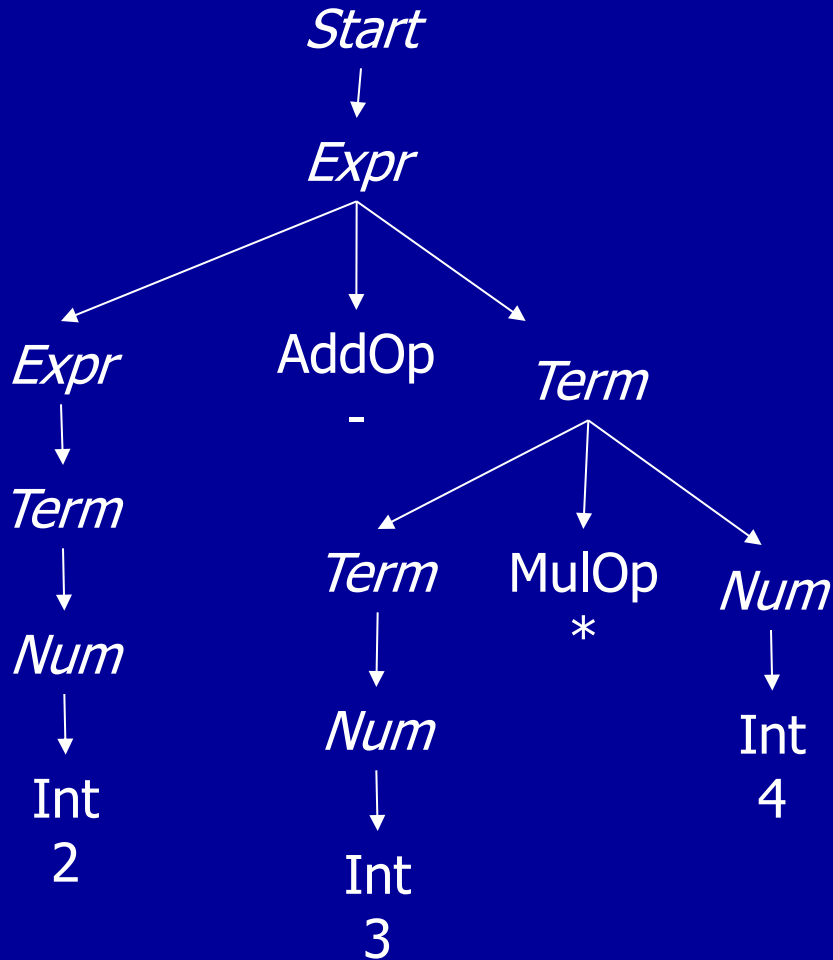 Start
Expr
Expr
AddOp
-
Term
Term
Term
MulOp
*
Num
Num
Num
Int
2
Int
3
Int
4